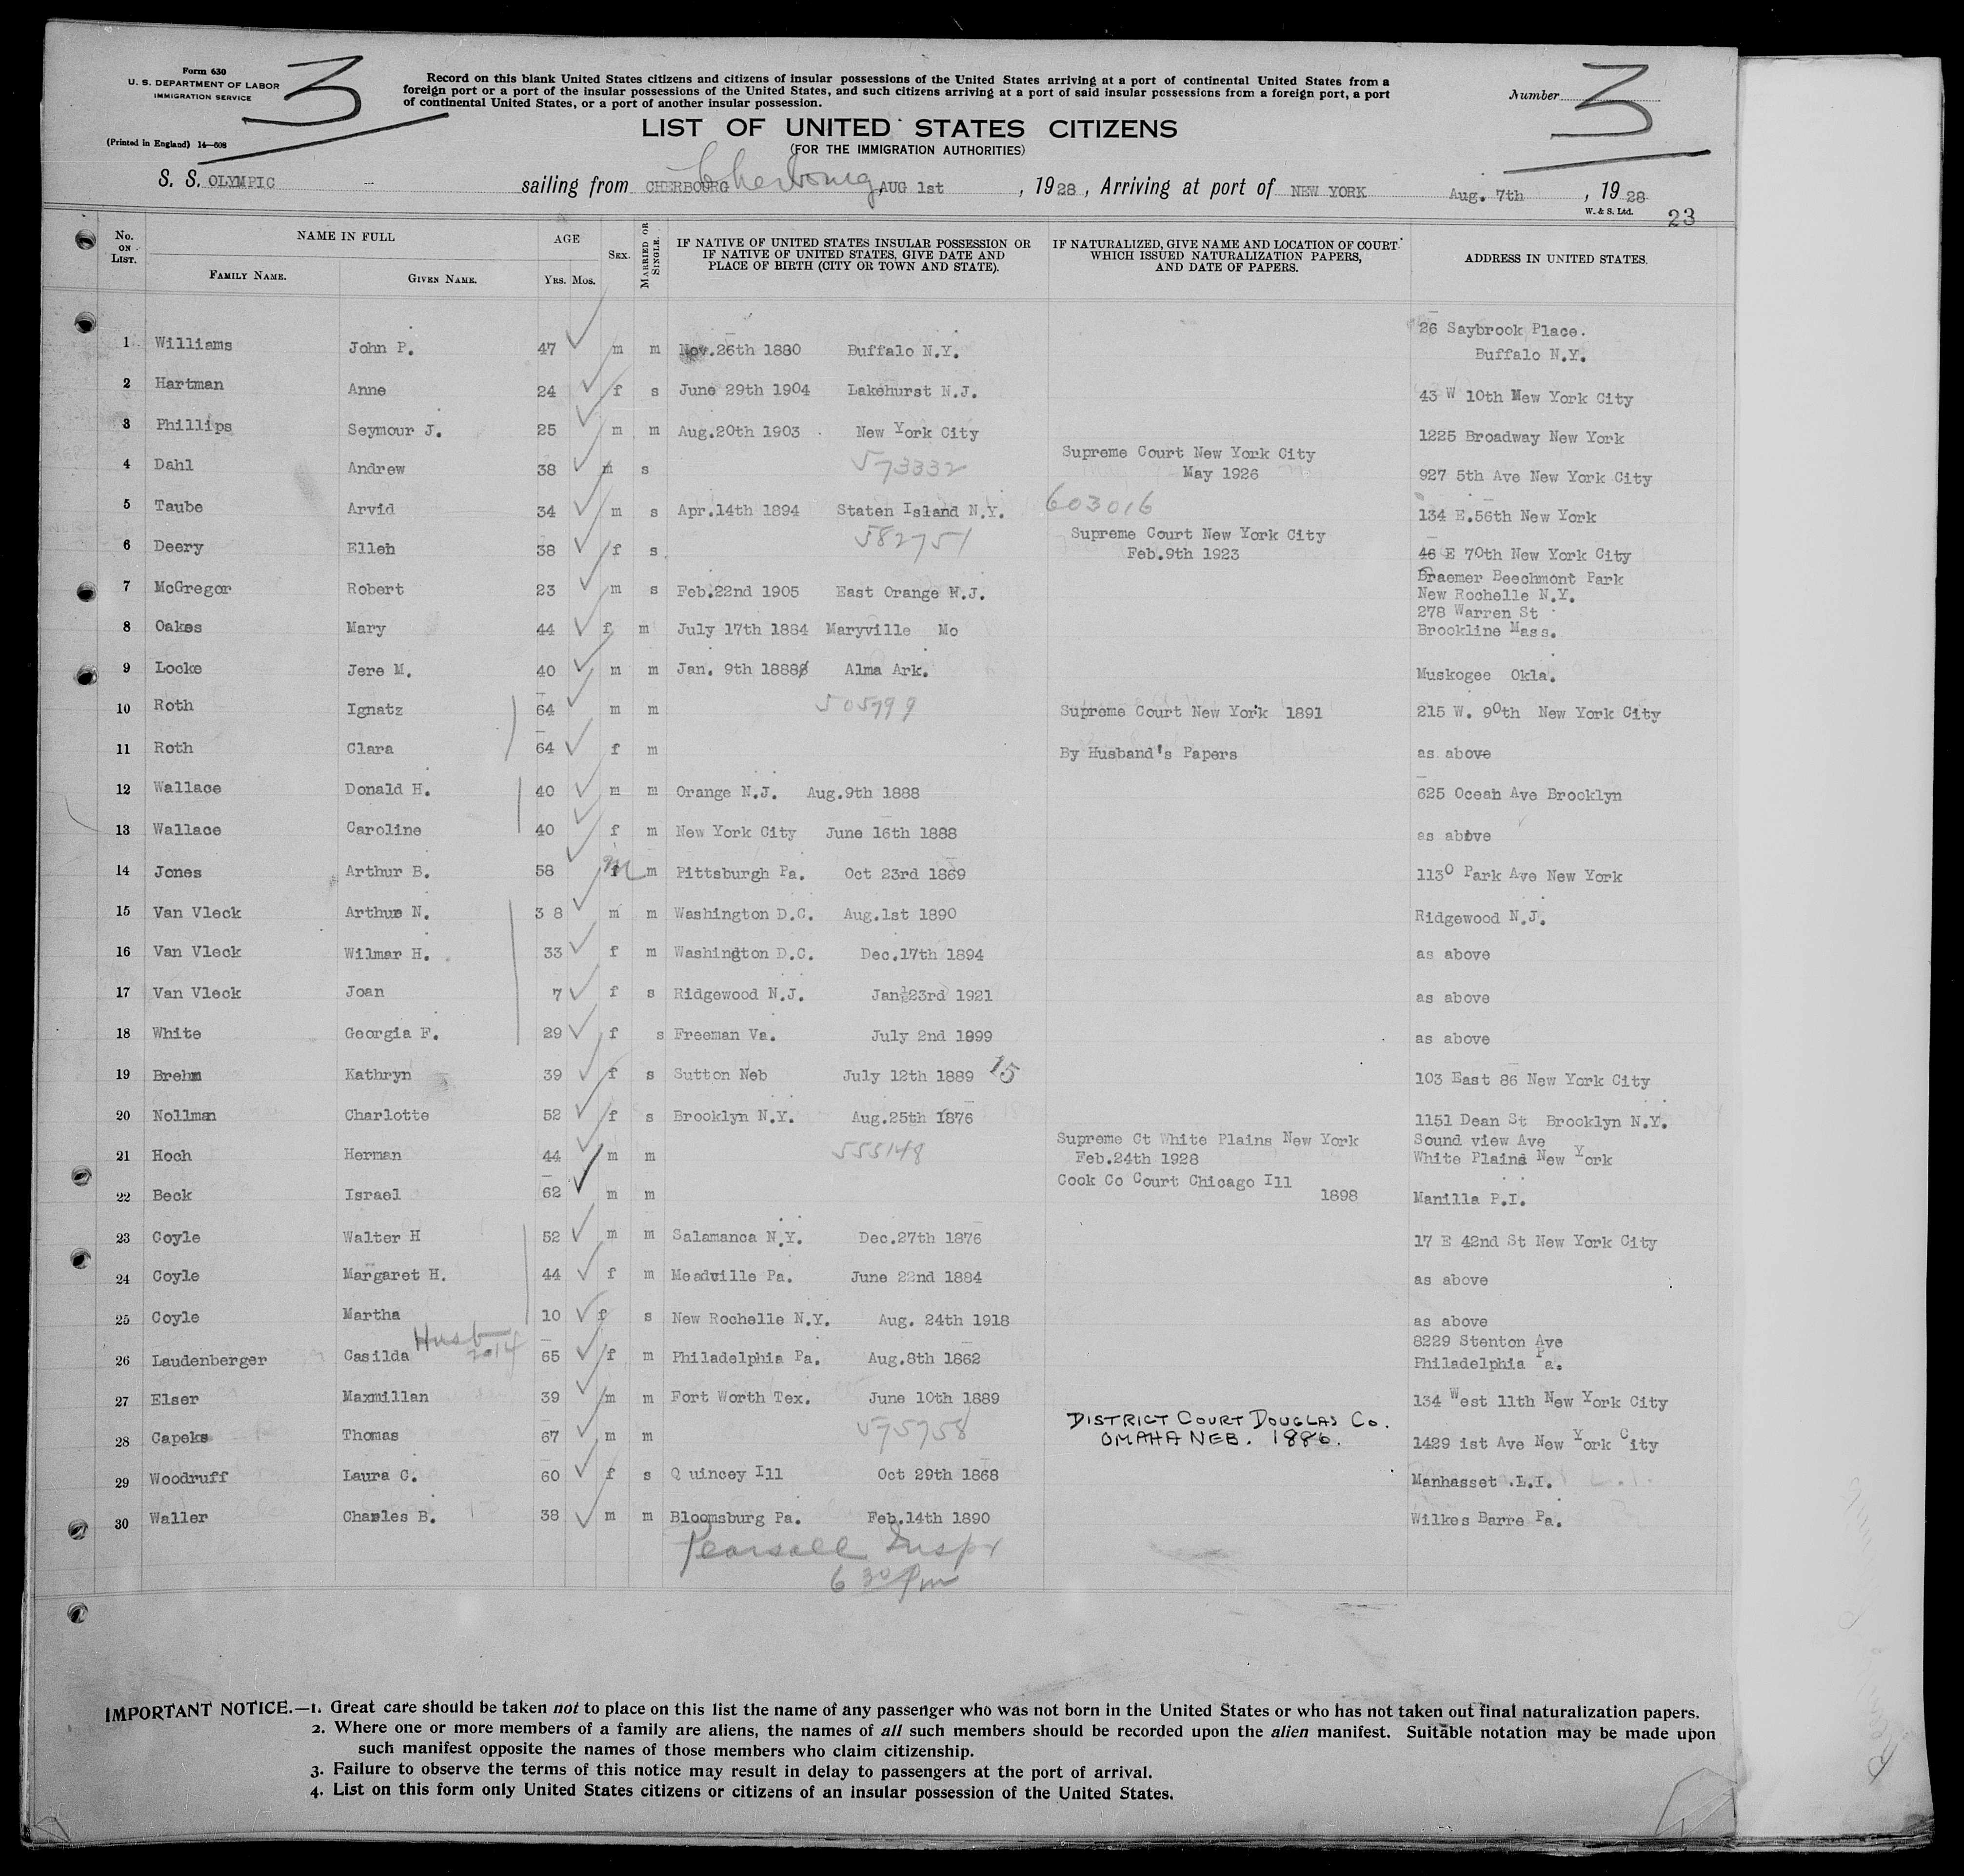 Form 630
U. S. DEPARTMENT OF LABOR
IMMIGRATION SERVICE
(Printed in England) 14—608
3
Record on this blank United States citizens and citizens of insular possessions of the United States arriving at a port of continental United States from a
foreign port or a port of the insular possessions of the United States, and such citizens arriving at a port of said insular possessions from a foreign port, a port
of continental United States, or a port of another insular possession.
Number 3
LIST OF UNITED STATES CITIZENS
(FOR THE IMMIGRATION AUTHORITIES)
S. S. OLYMPIC sailing from CHERBOURG Cherbourg AUG 1st , 1928 , Arriving at port of NEW YORK Aug. 7th , 1928
W. & S. Ltd. 23
No. ON LIST. NAME IN FULL FAMILY NAME. GIVEN NAME. AGE YRS. MOS. SEX. MARRIED OR SINGLE. IF NATIVE OF UNITED STATES INSULAR POSSESSION OR IF NATIVE OF UNITED STATES, GIVE DATE AND PLACE OF BIRTH (CITY OR TOWN AND STATE). IF NATURALIZED, GIVE NAME AND LOCATION OF COURT WHICH ISSUED NATURALIZATION PAPERS, AND DATE OF PAPERS. ADDRESS IN UNITED STATES.
1 Williams John P. 47 m m Nov.26th 1880 Buffalo N.Y. 26 Saybrook Place. Buffalo N.Y.
2 Hartman Anne 24 f s June 29th 1904 Lakehurst N.J. 43 W 10th New York City
3 Phillips Seymour J. 25 m m Aug.20th 1903 New York City 1225 Broadway New York
4 Dahl Andrew 38 m s 573332 Supreme Court New York City May 1926 927 5th Ave New York City
5 Taube Arvid 34 m s Apr.14th 1894 Staten Island N.Y. 603016 134 E.56th New York
6 Deery Ellen 38 f s. 582751 Supreme Court New York City Feb.9th 1923 46 E 70th New York City
7 McGregor Robert 23 m s Feb.22nd 1905 East Orange N.J. Braemer Beechmont Park New Rochelle N.Y.
8 Oakes Mary 44 f m July 17th 1884 Maryville Mo 278 Warren St Brookline Mass.
9 Locke Jere M. 40 m m Jan. 9th 18888 Alma Ark. Muskogee Okla.
10 Roth Ignatz 64 m m 505799 Supreme Court New York 1891 215 W. 90th New York City
11 Roth Clara 64 f m By Husband's Papers as above
12 Wallace Donald H. 40 m m Orange N.J. Aug.9th 1888 625 Ocean Ave Brooklyn
13 Wallace Caroline 40 f m New York City June 16th 1888 as above
14 Jones Arthur B. 58 m m Pittsburgh Pa. Oct 23rd 1869 1130 Park Ave New York
15 Van Vleck Arthur N. 3 8 m m Washington D.C. Aug.1st 1890 Ridgewood N.J.
16 Van Vleck Wilmar H. 33 f m Washington D.C. Dec.17th 1894 as above
17 Van Vleck Joan 7 f s Ridgewood N.J. Jan 23rd 1921 as above
18 White Georgia F. 29 f s Freeman Va. July 2nd 1899 as above
19 Brehm Kathryn 39 f s Sutton Neb July 12th 1889 15 103 East 86 New York City
20 Nollman Charlotte 52 f s Brooklyn N.Y. Aug.25th 1876 1151 Dean St Brooklyn N.Y.
21 Hoch Herman 44 m m 555148 Supreme Ct White Plains New York Feb.24th 1928 Sound view Ave White Plains New York
22 Beck Israel 62 m m Cook Co Court Chicago Ill 1898 Manilla P.I.
23 Coyle Walter H 52 m m Salamanca N.Y. Dec.27th 1876 17 E 42nd St New York City
24 Coyle Margaret H. 44 f m Meadville Pa. June 22nd 1884 as above
25 Coyle Martha 10 f s New Rochelle N.Y. Aug. 24th 1918 as above
26 Laudenberger Casilda Husb 65 f m Philadelphia Pa. Aug.8th 1862 8229 Stenton Ave Philadelphia Pa.
27 Elser Maxmillan 39 m m Fort Worth Tex. June 10th 1889 134 West 11th New York City
28 Capeks Thomas 67 m m 575758 DISTRICT COURT DOUGLAS CO. OMAHA NEB. 1886. 1429 1st Ave New York City
29 Woodruff Laura C. 60 f s Quincey Ill Oct 29th 1868 Manhasset .L.I.
30 Waller Charles B. 38 m m Bloomsburg Pa. Feb.14th 1890 Wilkes Barre Pa.
Pearsall Inspr
6 30 pm
IMPORTANT NOTICE.—1. Great care should be taken not to place on this list the name of any passenger who was not born in the United States or who has not taken out final naturalization papers.
2. Where one or more members of a family are aliens, the names of all such members should be recorded upon the alien manifest. Suitable notation may be made upon
such manifest opposite the names of those members who claim citizenship.
3. Failure to observe the terms of this notice may result in delay to passengers at the port of arrival.
4. List on this form only United States citizens or citizens of an insular possession of the United States.